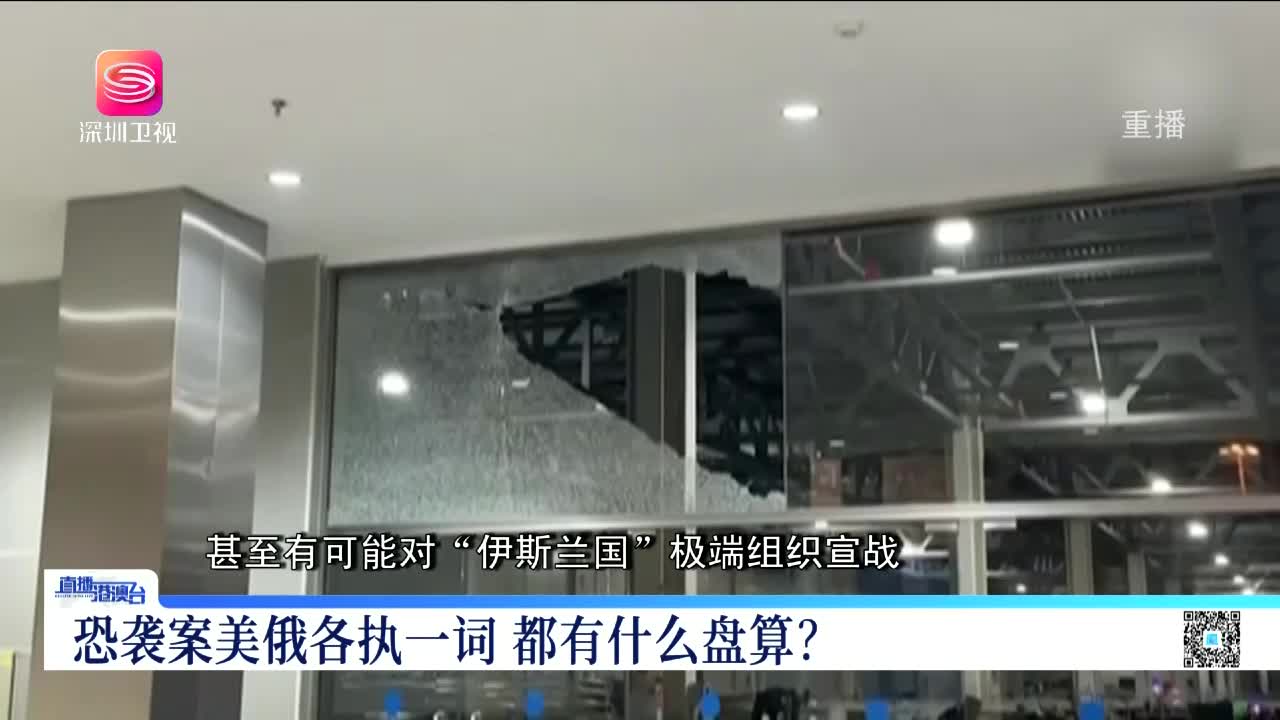 深圳卫视
重播
甚至有可能对“伊斯兰国”极端组织宣战
直播港澳台
恐袭案美俄各执一词 都有什么盘算？